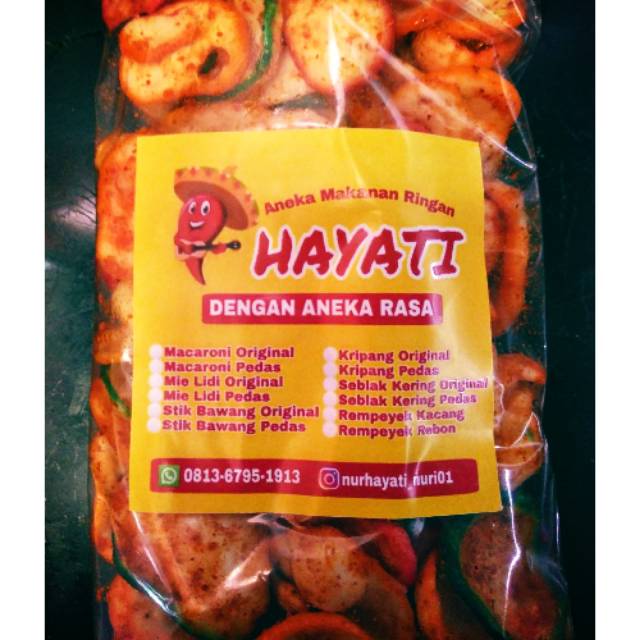 Aneka Makanan Ringan
HAYATI
DENGAN ANEKA RASA
Macaroni Original
Macaroni Pedas
Mie Lidi Original
Mie Lidi Pedas
Stik Bawang Original
Stik Bawang Pedas
Kripang Original
Kripang Pedas
Seblak Kering Original
Seblak Kering Pedas
Rempeyek Kacang
Rempeyek Rebon
0813-6795-1913
nurhayati_nuri01